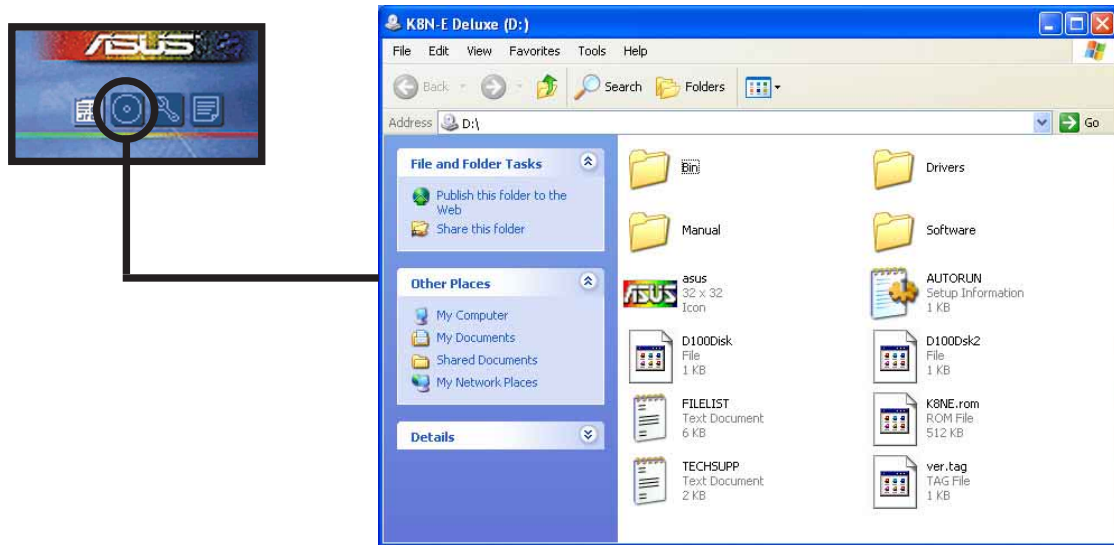 ASUS
K8N-E Deluxe (D:)
File Edit View Favorites Tools Help
Back Search Folders
Address D:\ Go
File and Folder Tasks
Publish this folder to the
Web
Share this folder
Other Places
My Computer
My Documents
Shared Documents
My Network Places
Details
Bin
Drivers
Manual
Software
ASUS
asus
32 x 32
Icon
AUTORUN
Setup Information
1 KB
D100Disk
File
1 KB
D100Dsk2
File
1 KB
FILELIST
Text Document
6 KB
K8NE.rom
ROM File
512 KB
TECHSUPP
Text Document
2 KB
ver.tag
TAG File
1 KB